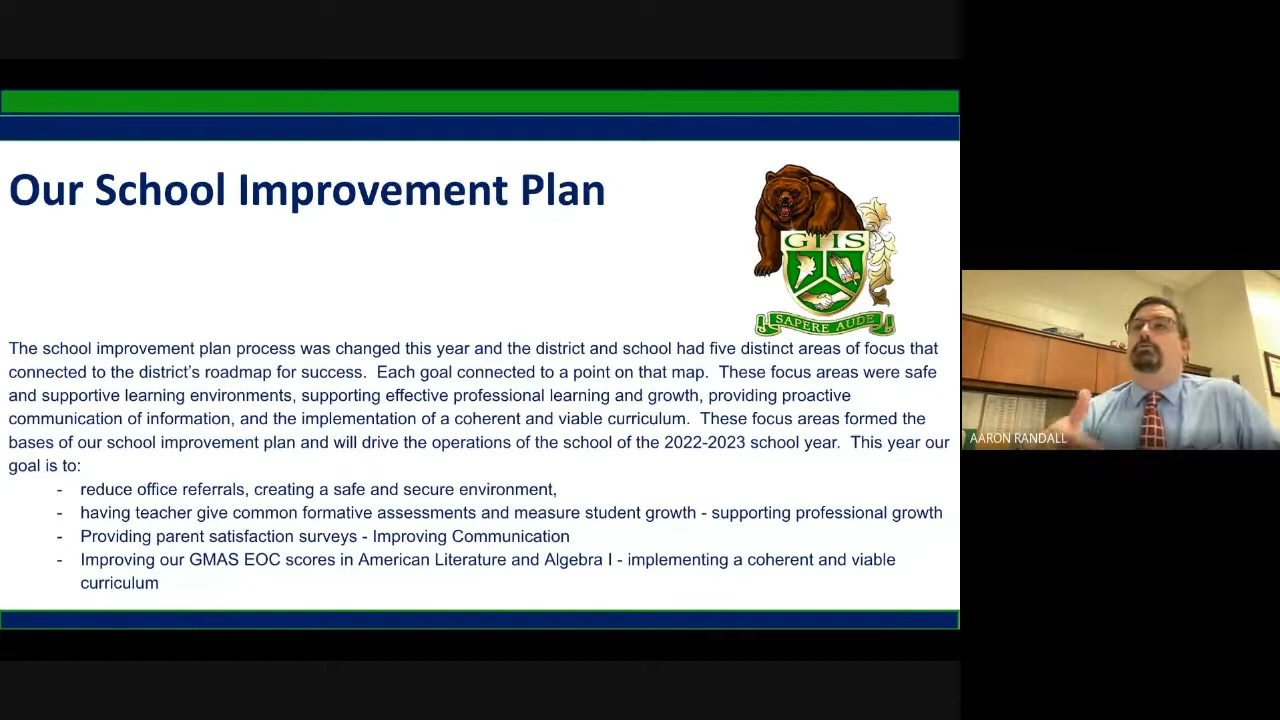 Our School Improvement Plan
GTIS
SAPERE AUDE
The school improvement plan process was changed this year and the district and school had five distinct areas of focus that
connected to the district's roadmap for success. Each goal connected to a point on that map. These focus areas were safe
and supportive learning environments, supporting effective professional learning and growth, providing proactive
communication of information, and the implementation of a coherent and viable curriculum. These focus areas formed the
bases of our school improvement plan and will drive the operations of the school of the 2022-2023 school year. This year our
goal is to:
- reduce office referrals, creating a safe and secure environment,
- having teacher give common formative assessments and measure student growth - supporting professional growth
- Providing parent satisfaction surveys - Improving Communication
- Improving our GMAS EOC scores in American Literature and Algebra I - implementing a coherent and viable
curriculum
AARON RANDALL